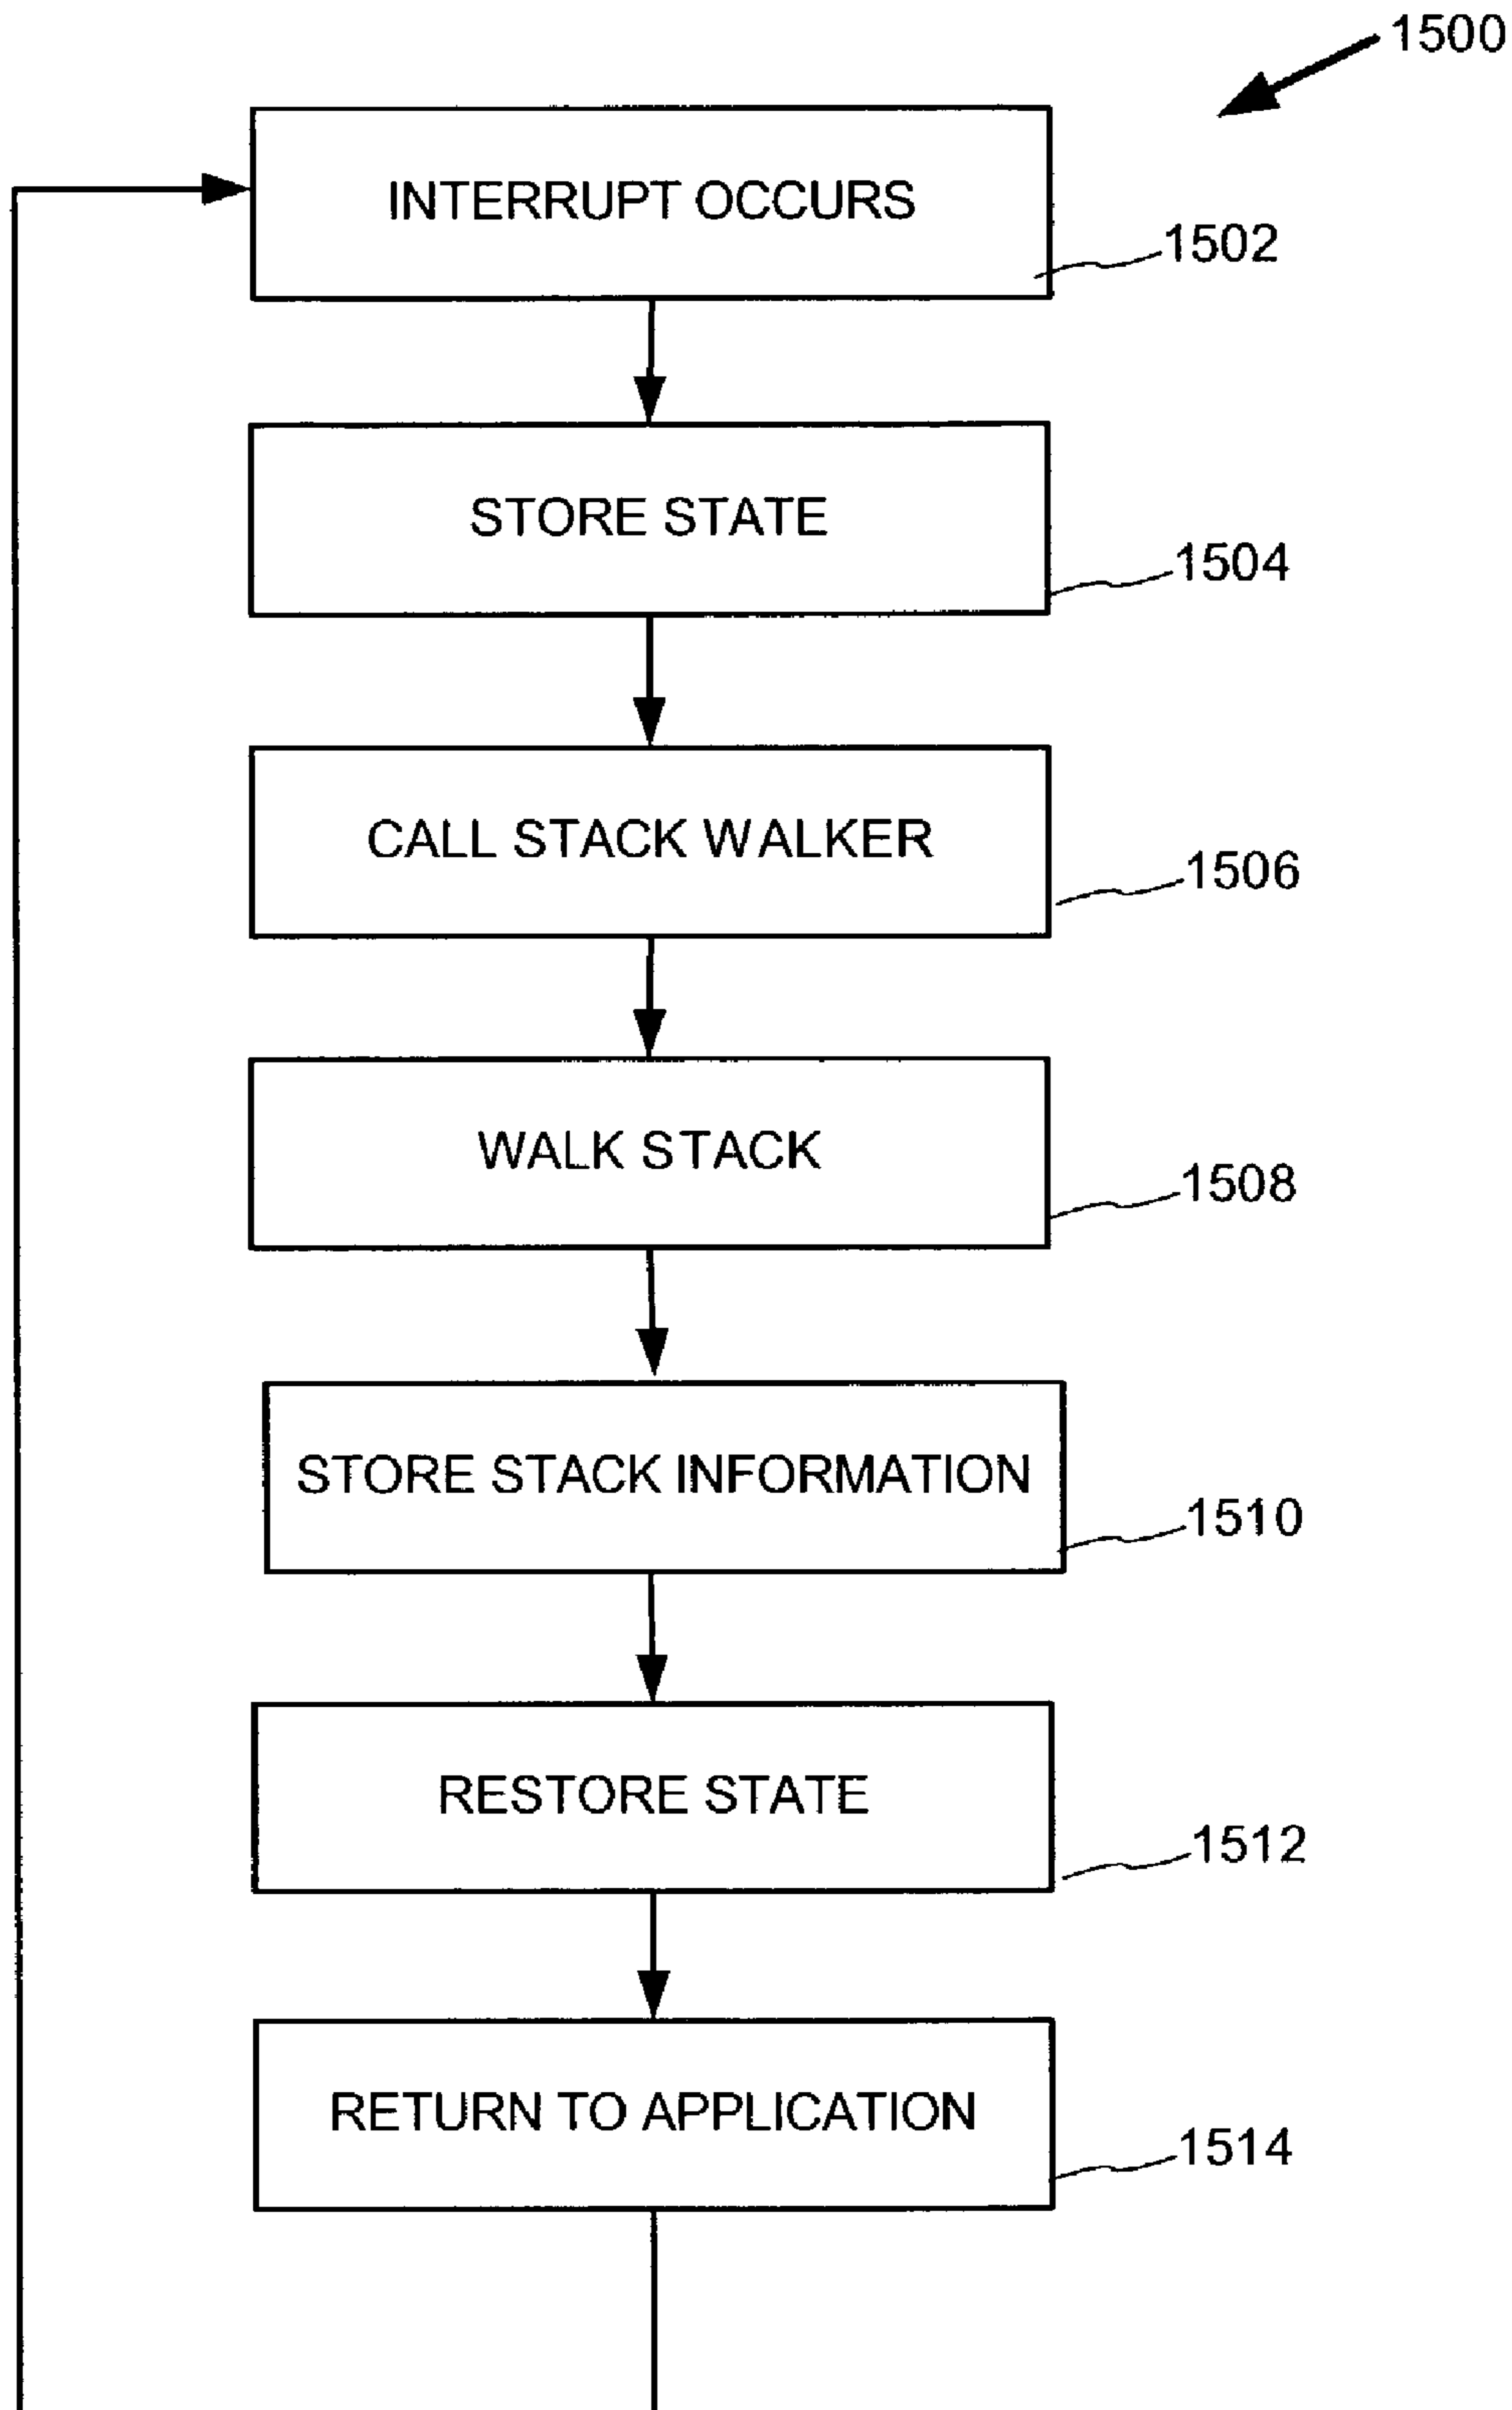 1500
INTERRUPT OCCURS
1502
STORE STATE
1504
CALL STACK WALKER
1506
WALK STACK
1508
STORE STACK INFORMATION
1510
RESTORE STATE
1512
RETURN TO APPLICATION
1514